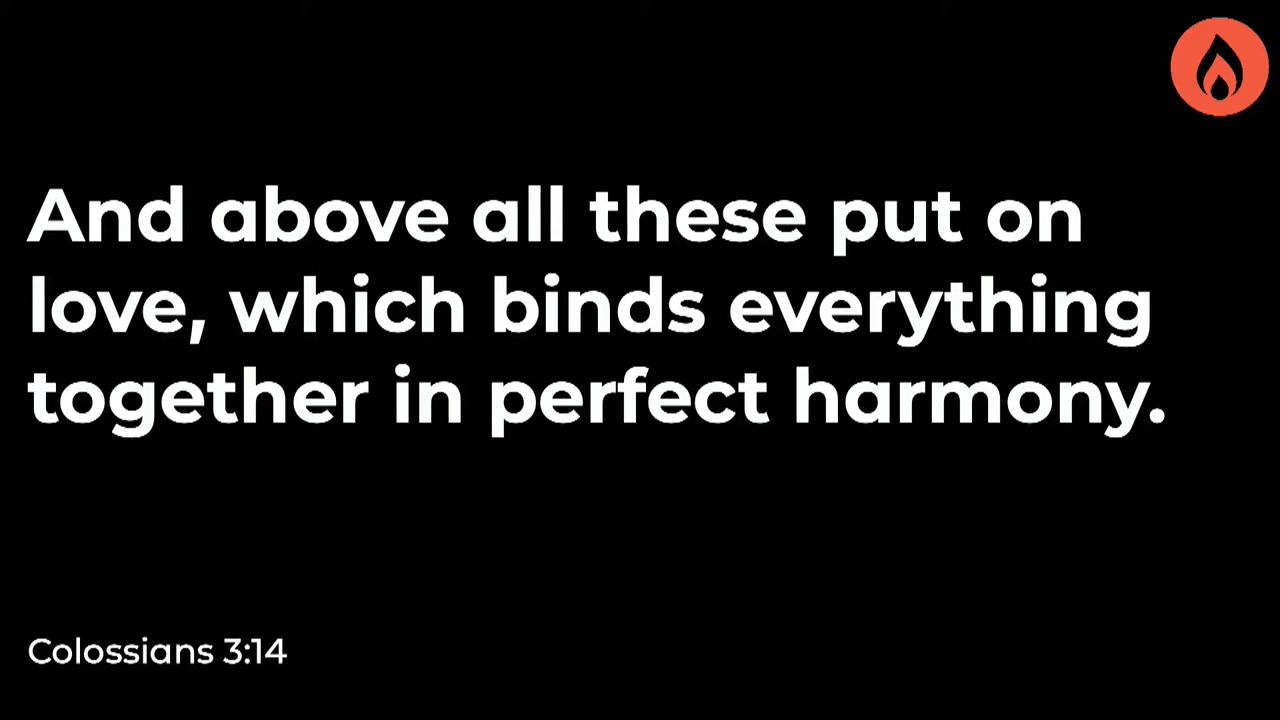 And above all these put on
love, which binds everything
together in perfect harmony.
Colossians 3:14